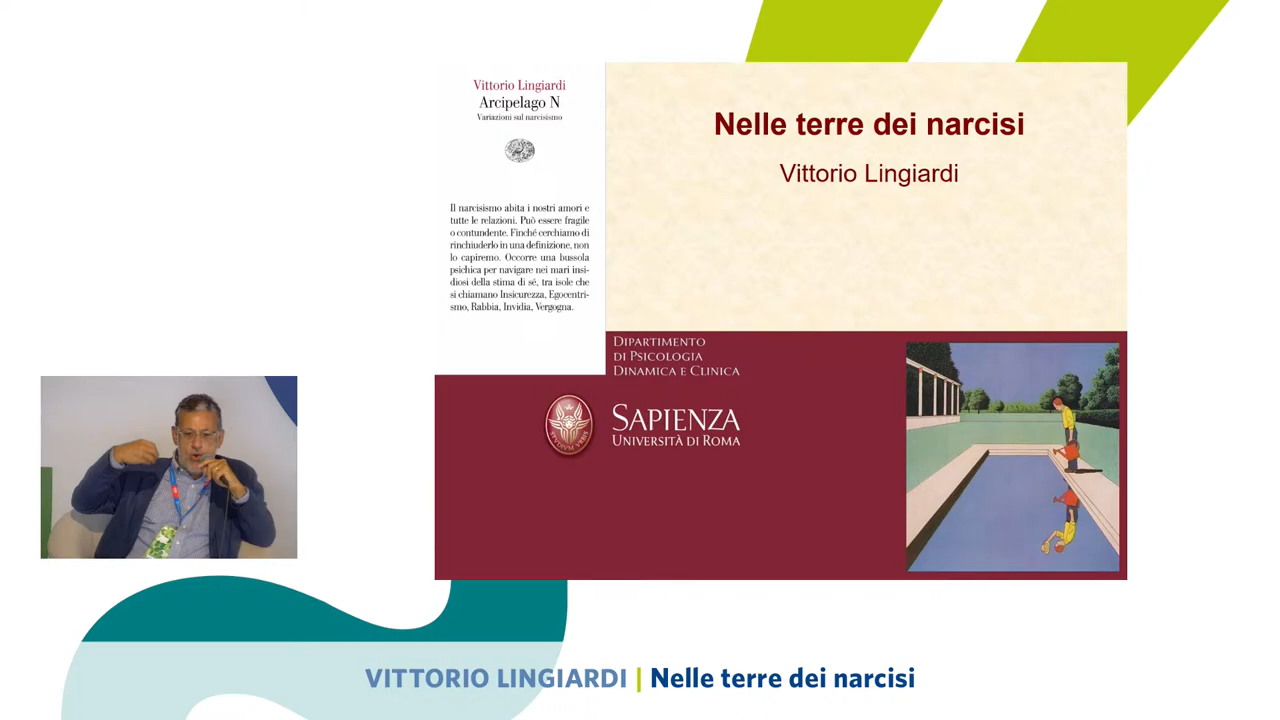 Vittorio Lingiardi
Arcipelago N
Variazioni sul narcisismo
Il narcisismo abita i nostri amori e
tutte le relazioni. Può essere fragile
o contundente. Finché cerchiamo di
rinchiuderlo in una definizione, non
lo capiremo. Occorre una bussola
psichica per navigare nei mari insi-
diosi della stima di sé, tra isole che
si chiamano Insicurezza, Egocentri-
smo, Rabbia, Invidia, Vergogna.
Nelle terre dei narcisi
Vittorio Lingiardi
Dipartimento
di Psicologia
Dinamica e Clinica
Sapienza
Università di Roma
VITTORIO LINGIARDI | Nelle terre dei narcisi